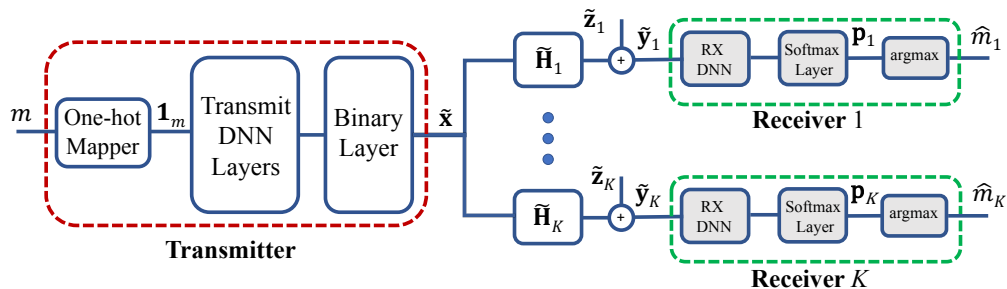 m
One-hot
Mapper
𝟏_m
Transmit
DNN
Layers
Binary
Layer
x̃
Transmitter
H̃_1
z̃_1
+
ỹ_1
RX
DNN
Softmax
Layer
p_1
argmax
m̂_1
Receiver 1
H̃_K
z̃_K
+
ỹ_K
RX
DNN
Softmax
Layer
p_K
argmax
m̂_K
Receiver K